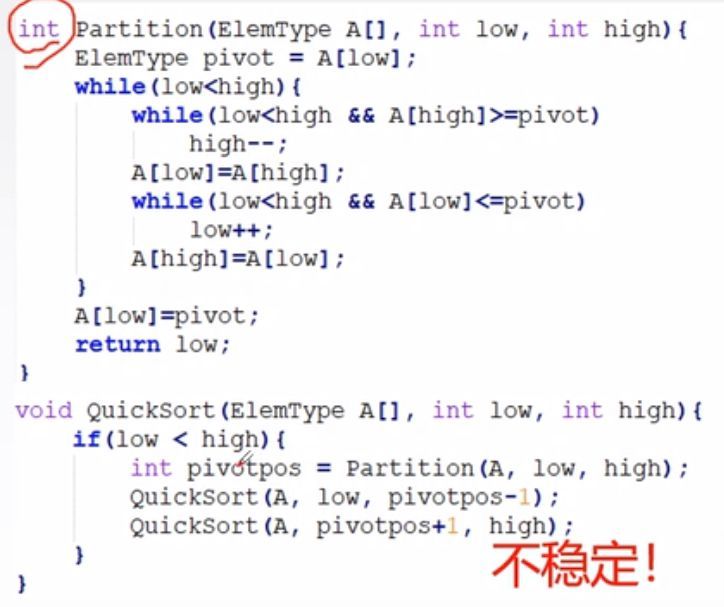 int Partition(ElemType A[], int low, int high){
ElemType pivot = A[low];
while(low<high){
while(low<high && A[high]>=pivot)
high--;
A[low]=A[high];
while(low<high && A[low]<=pivot)
low++;
A[high]=A[low];
}
A[low]=pivot;
return low;
}
void QuickSort(ElemType A[], int low, int high){
if(low < high){
int pivotpos = Partition(A, low, high);
QuickSort(A, low, pivotpos-1);
QuickSort(A, pivotpos+1, high);
}
}
不稳定!